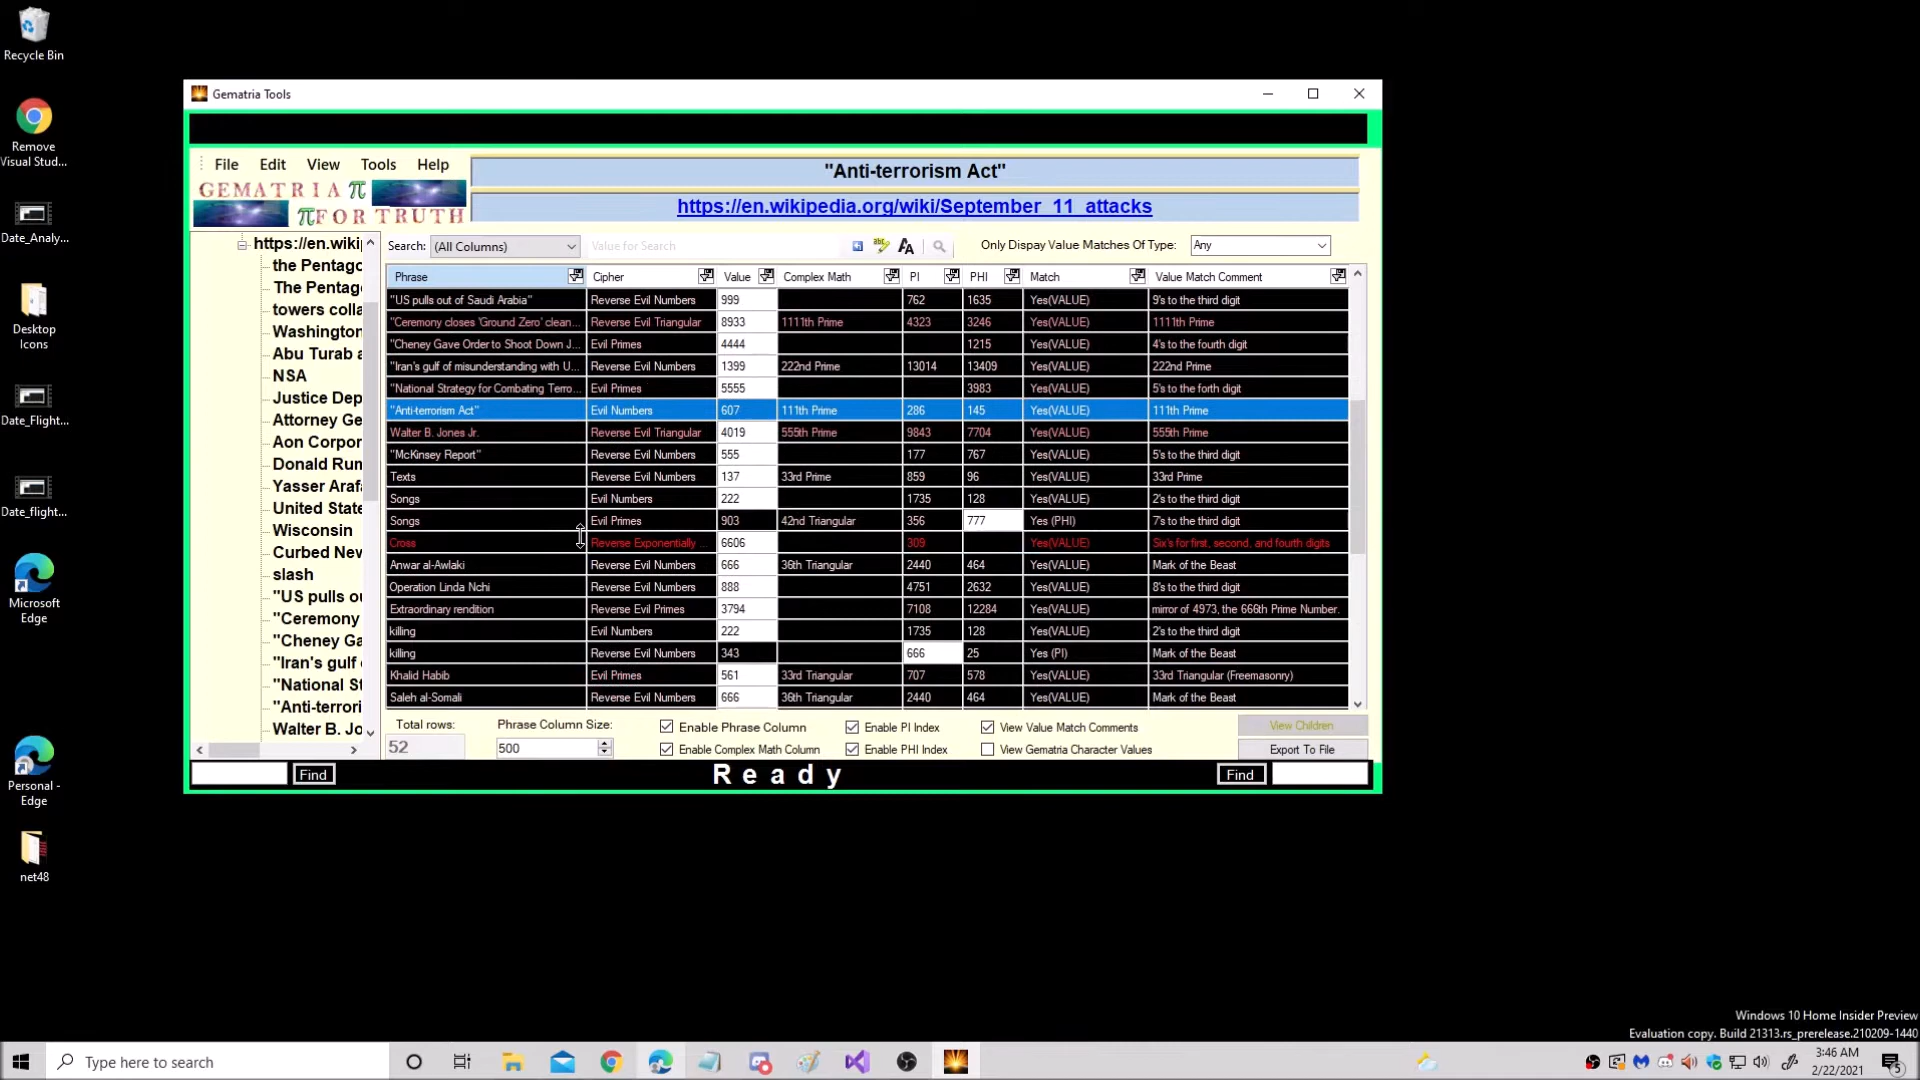 Recycle Bin
Remove
Visual Stud...
Date_Analy...
Desktop
Icons
Date_Flight...
Date_flight...
Microsoft
Edge
Personal -
Edge
net48
Gematria Tools
File Edit View Tools Help
GEMATRIA π
πFOR TRUTH
"Anti-terrorism Act"
https://en.wikipedia.org/wiki/September_11_attacks
https://en.wikij
the Pentago
The Pentag
towers colla
Washington
Abu Turab a
NSA
Justice Dep
Attorney Ge
Aon Corpor
Donald Run
Yasser Araf
United State
Wisconsin
Curbed Nev
slash
"US pulls ou
"Ceremony
"Cheney Ga
"Iran's gulf
"National St
"Anti-terrori
Walter B. Jo
Search: (All Columns) Value for Search Only Dispay Value Matches Of Type: Any
Phrase Cipher Value Complex Math PI PHI Match Value Match Comment
"US pulls out of Saudi Arabia" Reverse Evil Numbers 999 762 1635 Yes(VALUE) 9's to the third digit
"Ceremony closes 'Ground Zero' clean... Reverse Evil Triangular 8933 1111th Prime 4323 3246 Yes(VALUE) 1111th Prime
"Cheney Gave Order to Shoot Down J... Evil Primes 4444 1215 Yes(VALUE) 4's to the fourth digit
"Iran's gulf of misunderstanding with U... Reverse Evil Numbers 1399 222nd Prime 13014 13409 Yes(VALUE) 222nd Prime
"National Strategy for Combating Terro... Evil Primes 5555 3983 Yes(VALUE) 5's to the forth digit
"Anti-terrorism Act" Evil Numbers 607 111th Prime 286 145 Yes(VALUE) 111th Prime
Walter B. Jones Jr. Reverse Evil Triangular 4019 555th Prime 9843 7704 Yes(VALUE) 555th Prime
"McKinsey Report" Reverse Evil Numbers 555 177 767 Yes(VALUE) 5's to the third digit
Texts Reverse Evil Numbers 137 33rd Prime 859 96 Yes(VALUE) 33rd Prime
Songs Evil Numbers 222 1735 128 Yes(VALUE) 2's to the third digit
Songs Evil Primes 903 42nd Triangular 356 777 Yes (PHI) 7's to the third digit
Cross Reverse Exponentially ... 6606 309 Yes(VALUE) Six's for first, second, and fourth digits
Anwar al-Awlaki Reverse Evil Numbers 666 36th Triangular 2440 464 Yes(VALUE) Mark of the Beast
Operation Linda Nchi Reverse Evil Numbers 888 4751 2632 Yes(VALUE) 8's to the third digit
Extraordinary rendition Reverse Evil Primes 3794 7108 12284 Yes(VALUE) mirror of 4973, the 666th Prime Number.
killing Evil Numbers 222 1735 128 Yes(VALUE) 2's to the third digit
killing Reverse Evil Numbers 343 666 25 Yes (PI) Mark of the Beast
Khalid Habib Evil Primes 561 33rd Triangular 707 578 Yes(VALUE) 33rd Triangular (Freemasonry)
Saleh al-Somali Reverse Evil Numbers 666 36th Triangular 2440 464 Yes(VALUE) Mark of the Beast
Total rows: Phrase Column Size: Enable Phrase Column Enable PI Index View Value Match Comments View Children
52 500 Enable Complex Math Column Enable PHI Index View Gematria Character Values Export To File
Find Ready Find
Windows 10 Home Insider Preview
Evaluation copy. Build 21313.rs_prerelease.210209-1440
Type here to search
3:46 AM
2/22/2021
5